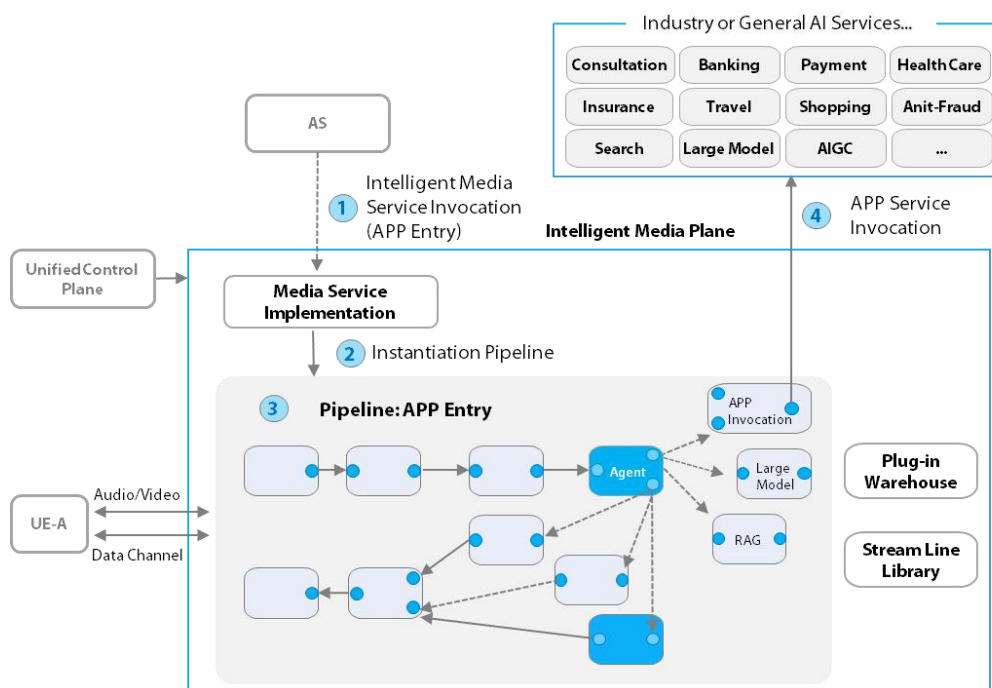 Industry or General AI Services...
Consultation
Banking
Payment
Health Care
Insurance
Travel
Shopping
Anit-Fraud
Search
Large Model
AIGC
...
AS
1
Intelligent Media
Service Invocation
(APP Entry)
4
APP Service
Invocation
Intelligent Media Plane
Unified Control
Plane
Media Service
Implementation
2
Instantiation Pipeline
3
Pipeline: APP Entry
APP
Invocation
Agent
Large
Model
RAG
Plug-in
Warehouse
Stream Line
Library
Audio/Video
UE-A
Data Channel